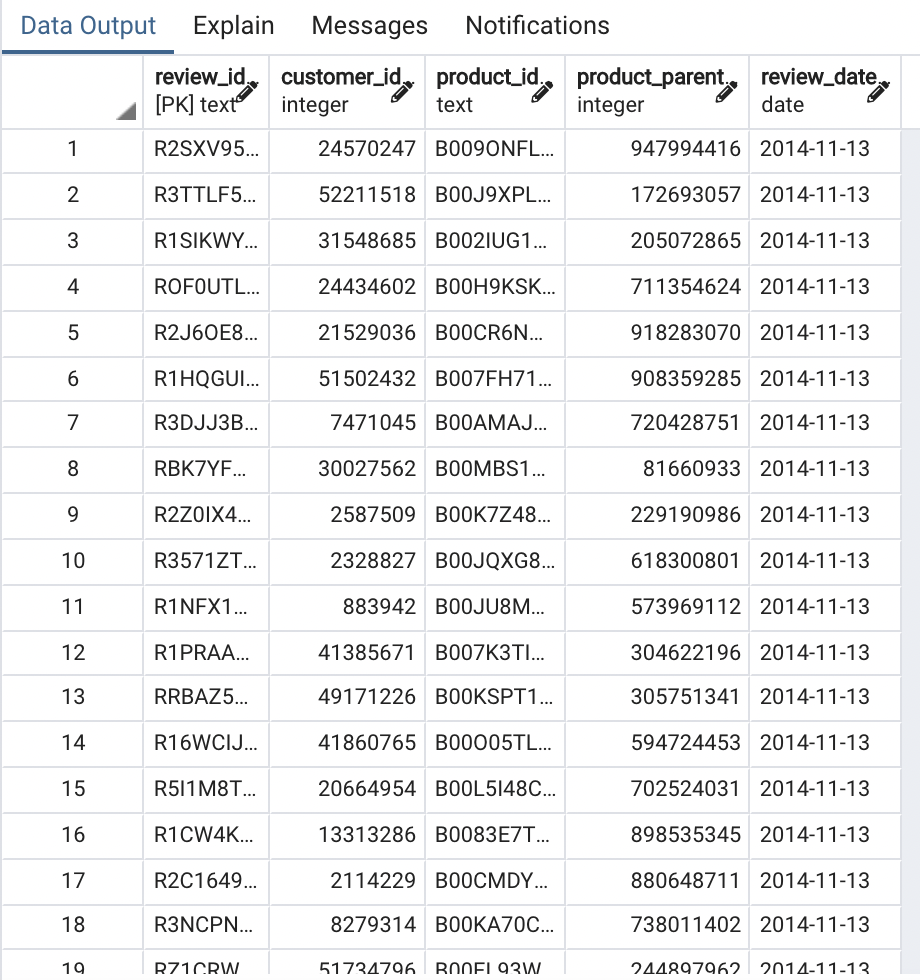 Data Output Explain Messages Notifications
review_id customer_id product_id product_parent review_date
[PK] text integer text integer date
1 R2SXV95... 24570247 B009ONFL... 947994416 2014-11-13
2 R3TTLF5... 52211518 B00J9XPL... 172693057 2014-11-13
3 R1SIKWY... 31548685 B002IUG1... 205072865 2014-11-13
4 ROF0UTL... 24434602 B00H9KSK... 711354624 2014-11-13
5 R2J6OE8... 21529036 B00CR6N... 918283070 2014-11-13
6 R1HQGUI... 51502432 B007FH71... 908359285 2014-11-13
7 R3DJJ3B... 7471045 B00AMAJ... 720428751 2014-11-13
8 RBK7YF... 30027562 B00MBS1... 81660933 2014-11-13
9 R2Z0IX4... 2587509 B00K7Z48... 229190986 2014-11-13
10 R3571ZT... 2328827 B00JQXG8... 618300801 2014-11-13
11 R1NFX1... 883942 B00JU8M... 573969112 2014-11-13
12 R1PRAA... 41385671 B007K3TI... 304622196 2014-11-13
13 RRBAZ5... 49171226 B00KSPT1... 305751341 2014-11-13
14 R16WCIJ... 41860765 B00O05TL... 594724453 2014-11-13
15 R5I1M8T... 20664954 B00L5I48C... 702524031 2014-11-13
16 R1CW4K... 13313286 B0083E7T... 898535345 2014-11-13
17 R2C1649... 2114229 B00CMDY... 880648711 2014-11-13
18 R3NCPN... 8279314 B00KA70C... 738011402 2014-11-13
19 RZ1CRW 51734796 B00FL93W 244897962 2014-11-13